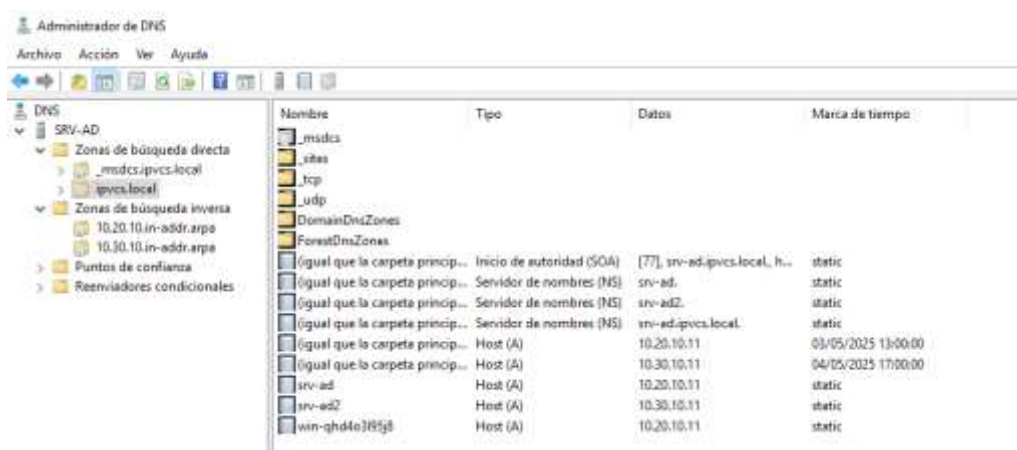 Administrador de DNS
Archivo Acción Ver Ayuda
DNS
SRV-AD
Zonas de búsqueda directa
_msdcs.ipvcs.local
ipvcs.local
Zonas de búsqueda inversa
10.20.10.in-addr.arpa
10.30.10.in-addr.arpa
Puntos de confianza
Reenviadores condicionales
Nombre Tipo Datos Marca de tiempo
_msdcs
_sites
_tcp
_udp
DomainDnsZones
ForestDnsZones
(igual que la carpeta princip... Inicio de autoridad (SOA) [77], srv-ad.ipvcs.local., h... static
(igual que la carpeta princip... Servidor de nombres (NS) srv-ad. static
(igual que la carpeta princip... Servidor de nombres (NS) srv-ad2. static
(igual que la carpeta princip... Servidor de nombres (NS) srv-ad.ipvcs.local. static
(igual que la carpeta princip... Host (A) 10.20.10.11 03/05/2025 13:00:00
(igual que la carpeta princip... Host (A) 10.30.10.11 04/05/2025 17:00:00
srv-ad Host (A) 10.20.10.11 static
srv-ad2 Host (A) 10.30.10.11 static
win-qhd4o3l95j8 Host (A) 10.20.10.11 static